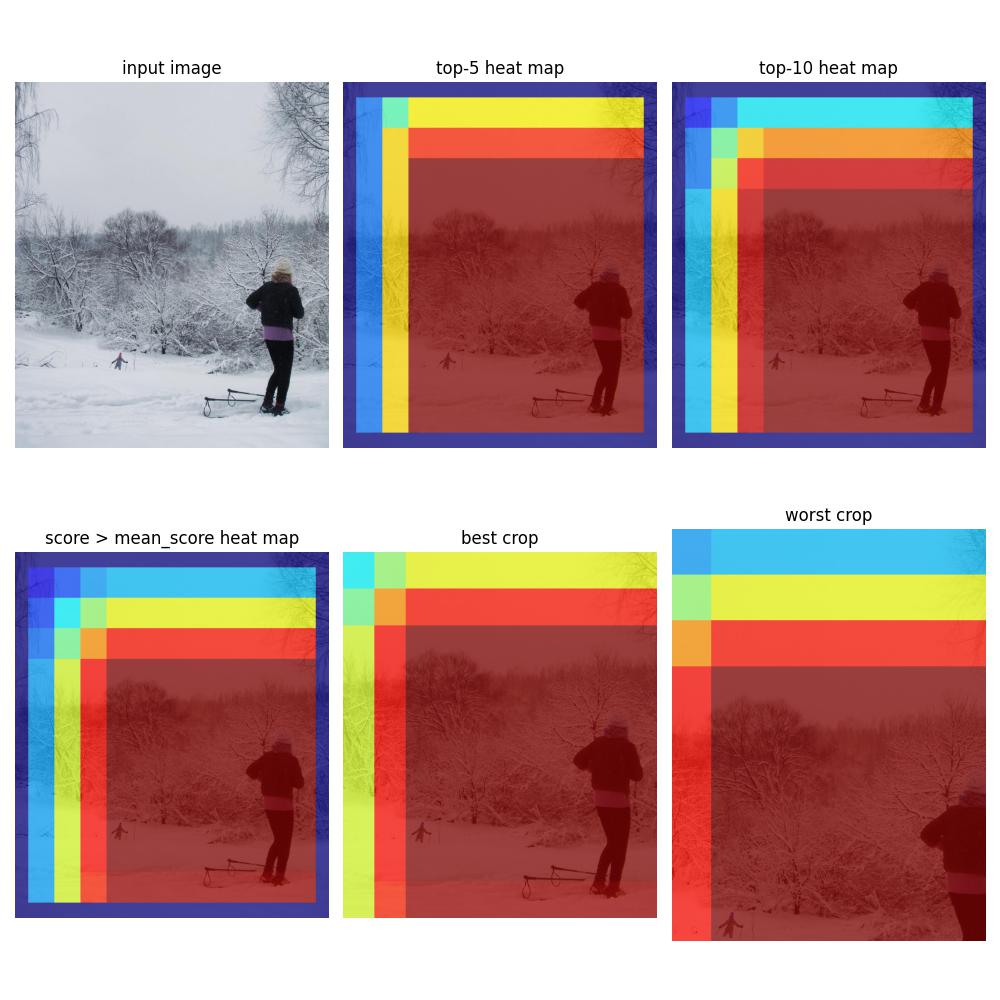 input image
top-5 heat map
top-10 heat map
score > mean_score heat map
best crop
worst crop